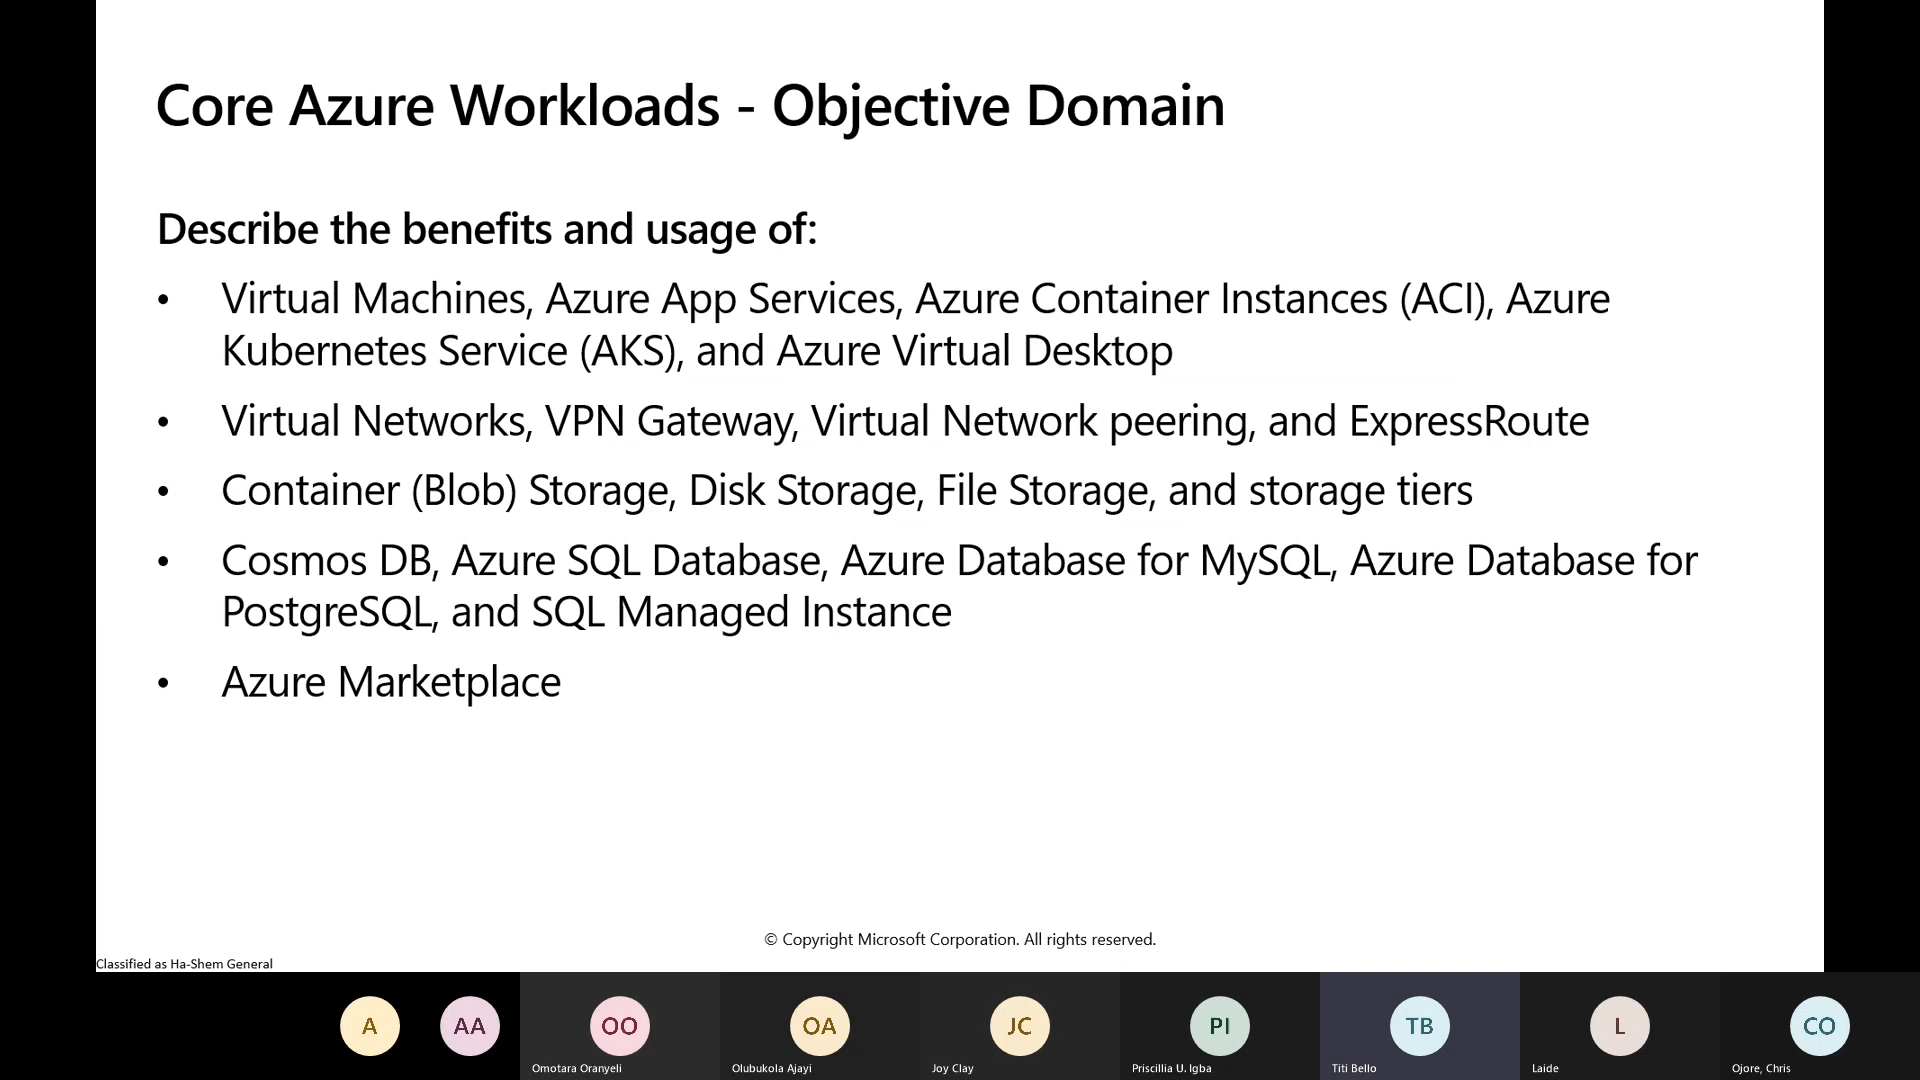 Core Azure Workloads - Objective Domain
Describe the benefits and usage of:
• Virtual Machines, Azure App Services, Azure Container Instances (ACI), Azure
Kubernetes Service (AKS), and Azure Virtual Desktop
• Virtual Networks, VPN Gateway, Virtual Network peering, and ExpressRoute
• Container (Blob) Storage, Disk Storage, File Storage, and storage tiers
• Cosmos DB, Azure SQL Database, Azure Database for MySQL, Azure Database for
PostgreSQL, and SQL Managed Instance
• Azure Marketplace
© Copyright Microsoft Corporation. All rights reserved.
Classified as Ha-Shem General
A AA OO OA JC PI TB L CO
Omotara Oranyeli Olubukola Ajayi Joy Clay Priscillia U. Igba Titi Bello Laide Ojore, Chris